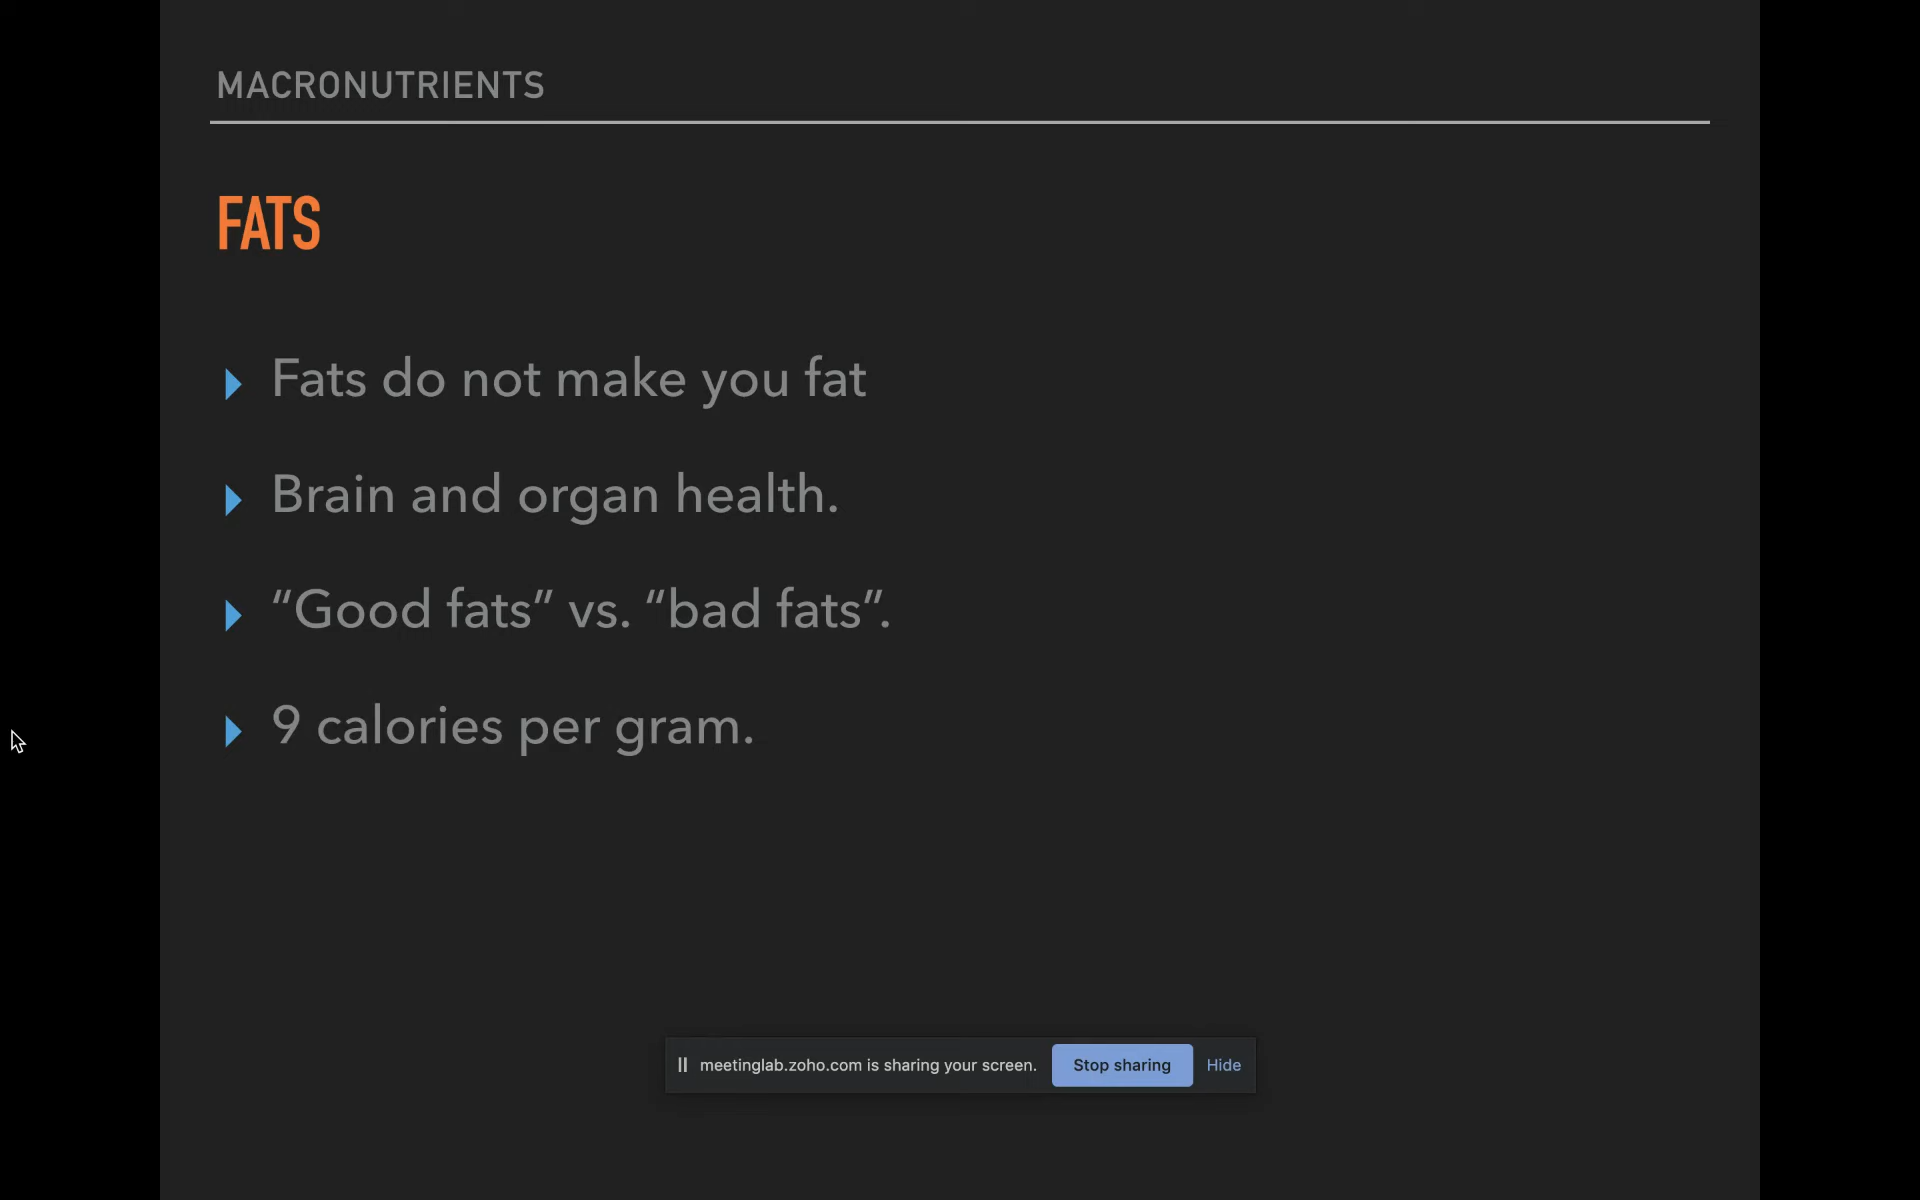 MACRONUTRIENTS
FATS
Fats do not make you fat
Brain and organ health.
“Good fats” vs. “bad fats”.
9 calories per gram.
meetinglab.zoho.com is sharing your screen. Stop sharing Hide